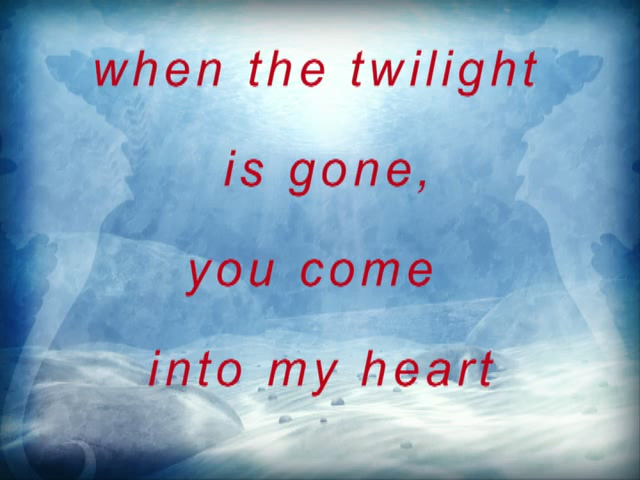 when the twilight
is gone,
you come
into my heart